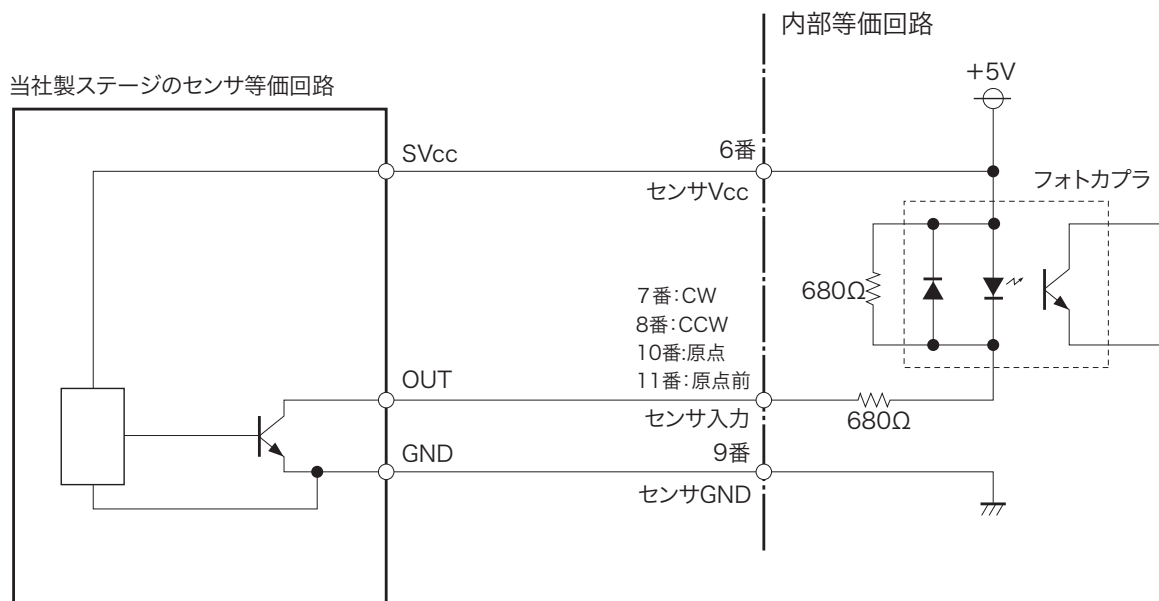 内部等価回路
当社製ステージのセンサ等価回路
+5V
SVcc
6番
センサVcc
フォトカプラ
680Ω
7番：CW
8番：CCW
10番:原点
11番：原点前
OUT
センサ入力
680Ω
GND
9番
センサGND